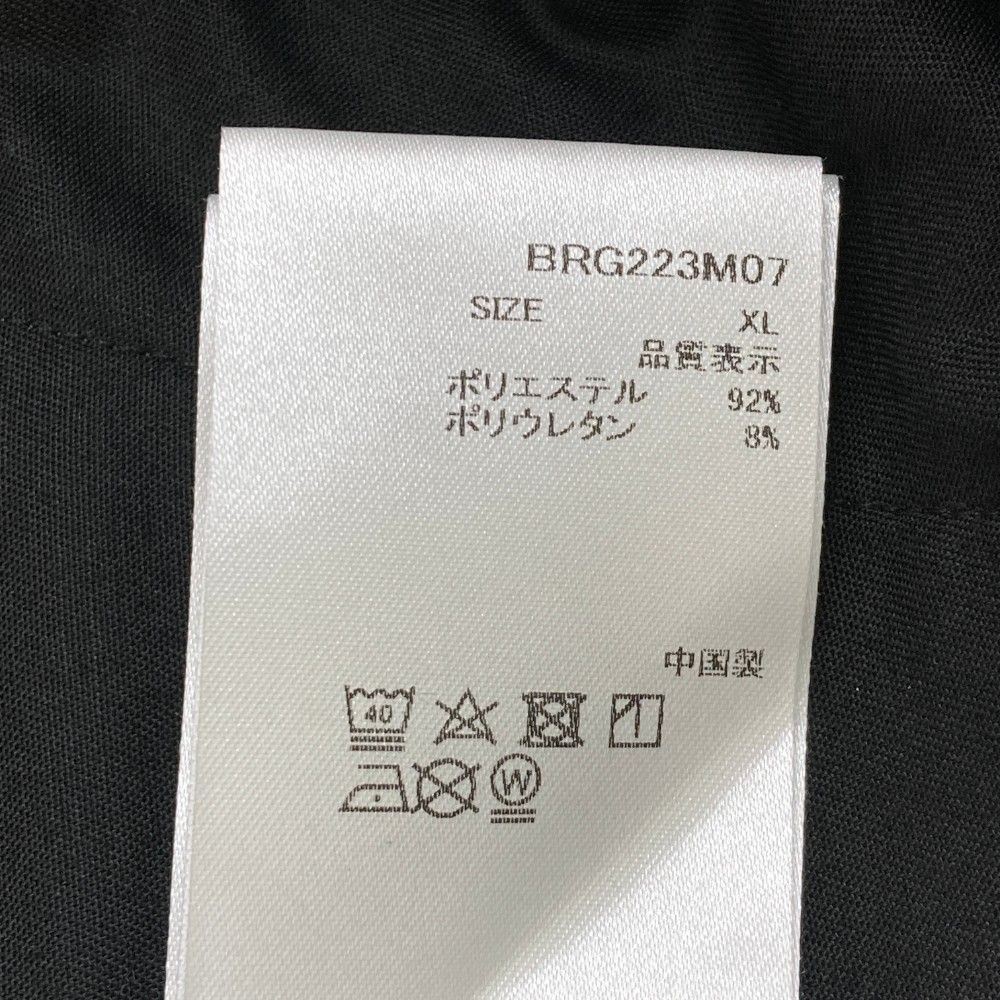 BRG223M07
SIZE XL
品質表示
ポリエステル 92%
ポリウレタン 8%
中国製
40
W